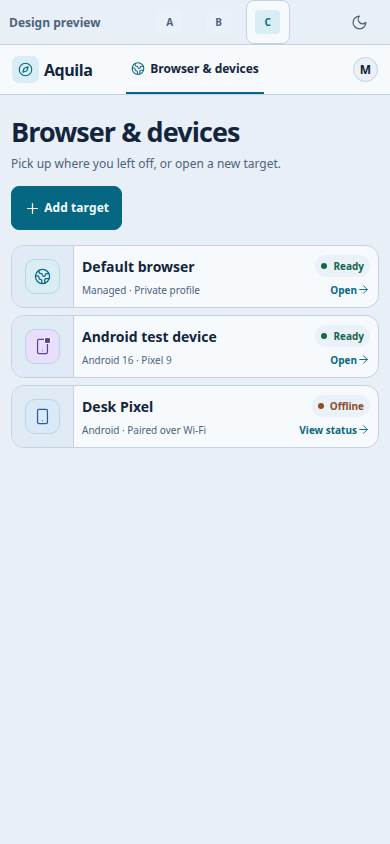 Design preview
A
B
C
Aquila
Browser & devices
M
Browser & devices
Pick up where you left off, or open a new target.
Add target
Default browser
Ready
Managed · Private profile
Open
Android test device
Ready
Android 16 · Pixel 9
Open
Desk Pixel
Offline
Android · Paired over Wi-Fi
View status